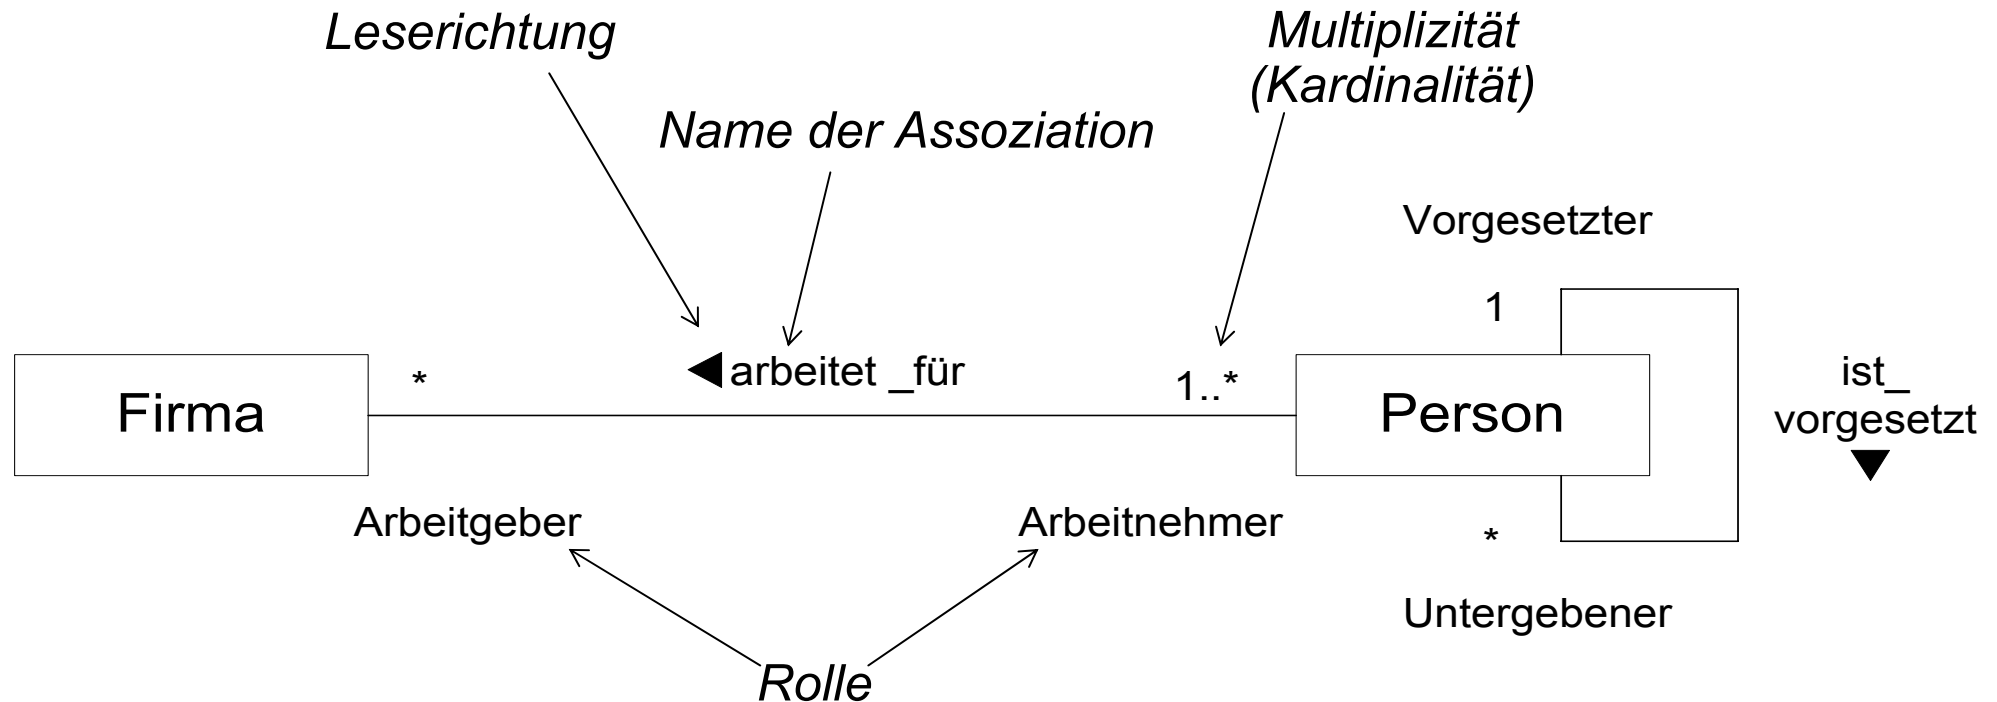 Leserichtung
Multiplizität
(Kardinalität)
Name der Assoziation
Vorgesetzter
1
Firma
*
arbeitet _für
1..*
Person
ist_
vorgesetzt
Arbeitgeber
Arbeitnehmer
*
Untergebener
Rolle